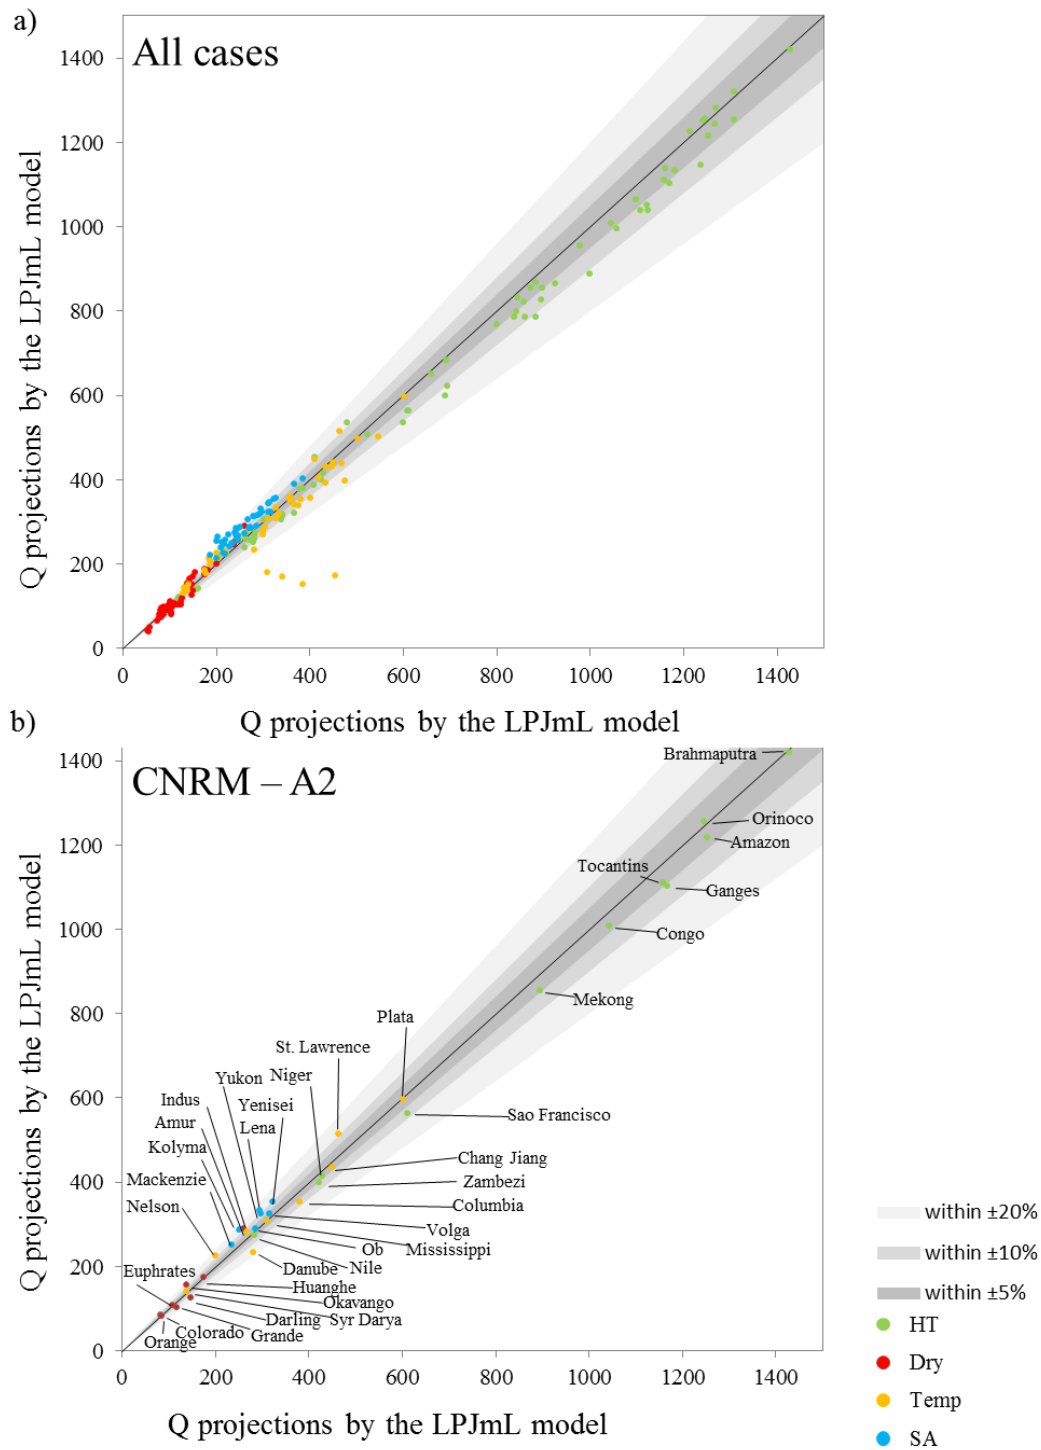 a)
All cases
Q projections by the LPJmL model
1400
1200
1000
800
600
400
200
0
0 200 400 600 800 1000 1200 1400
Q projections by the LPJmL model
b)
CNRM – A2
Q projections by the LPJmL model
1400
1200
1000
800
600
400
200
0
Brahmaputra
Orinoco
Amazon
Tocantins
Ganges
Congo
Mekong
Plata
St. Lawrence
Yukon
Niger
Indus
Yenisei
Sao Francisco
Amur
Lena
Kolyma
Chang Jiang
Mackenzie
Zambezi
Nelson
Columbia
Volga
Ob
Mississippi
Euphrates
Danube
Nile
Huanghe
Okavango
Darling
Syr Darya
Colorado
Grande
Orange
0 200 400 600 800 1000 1200 1400
Q projections by the LPJmL model
within ±20%
within ±10%
within ±5%
HT
Dry
Temp
SA